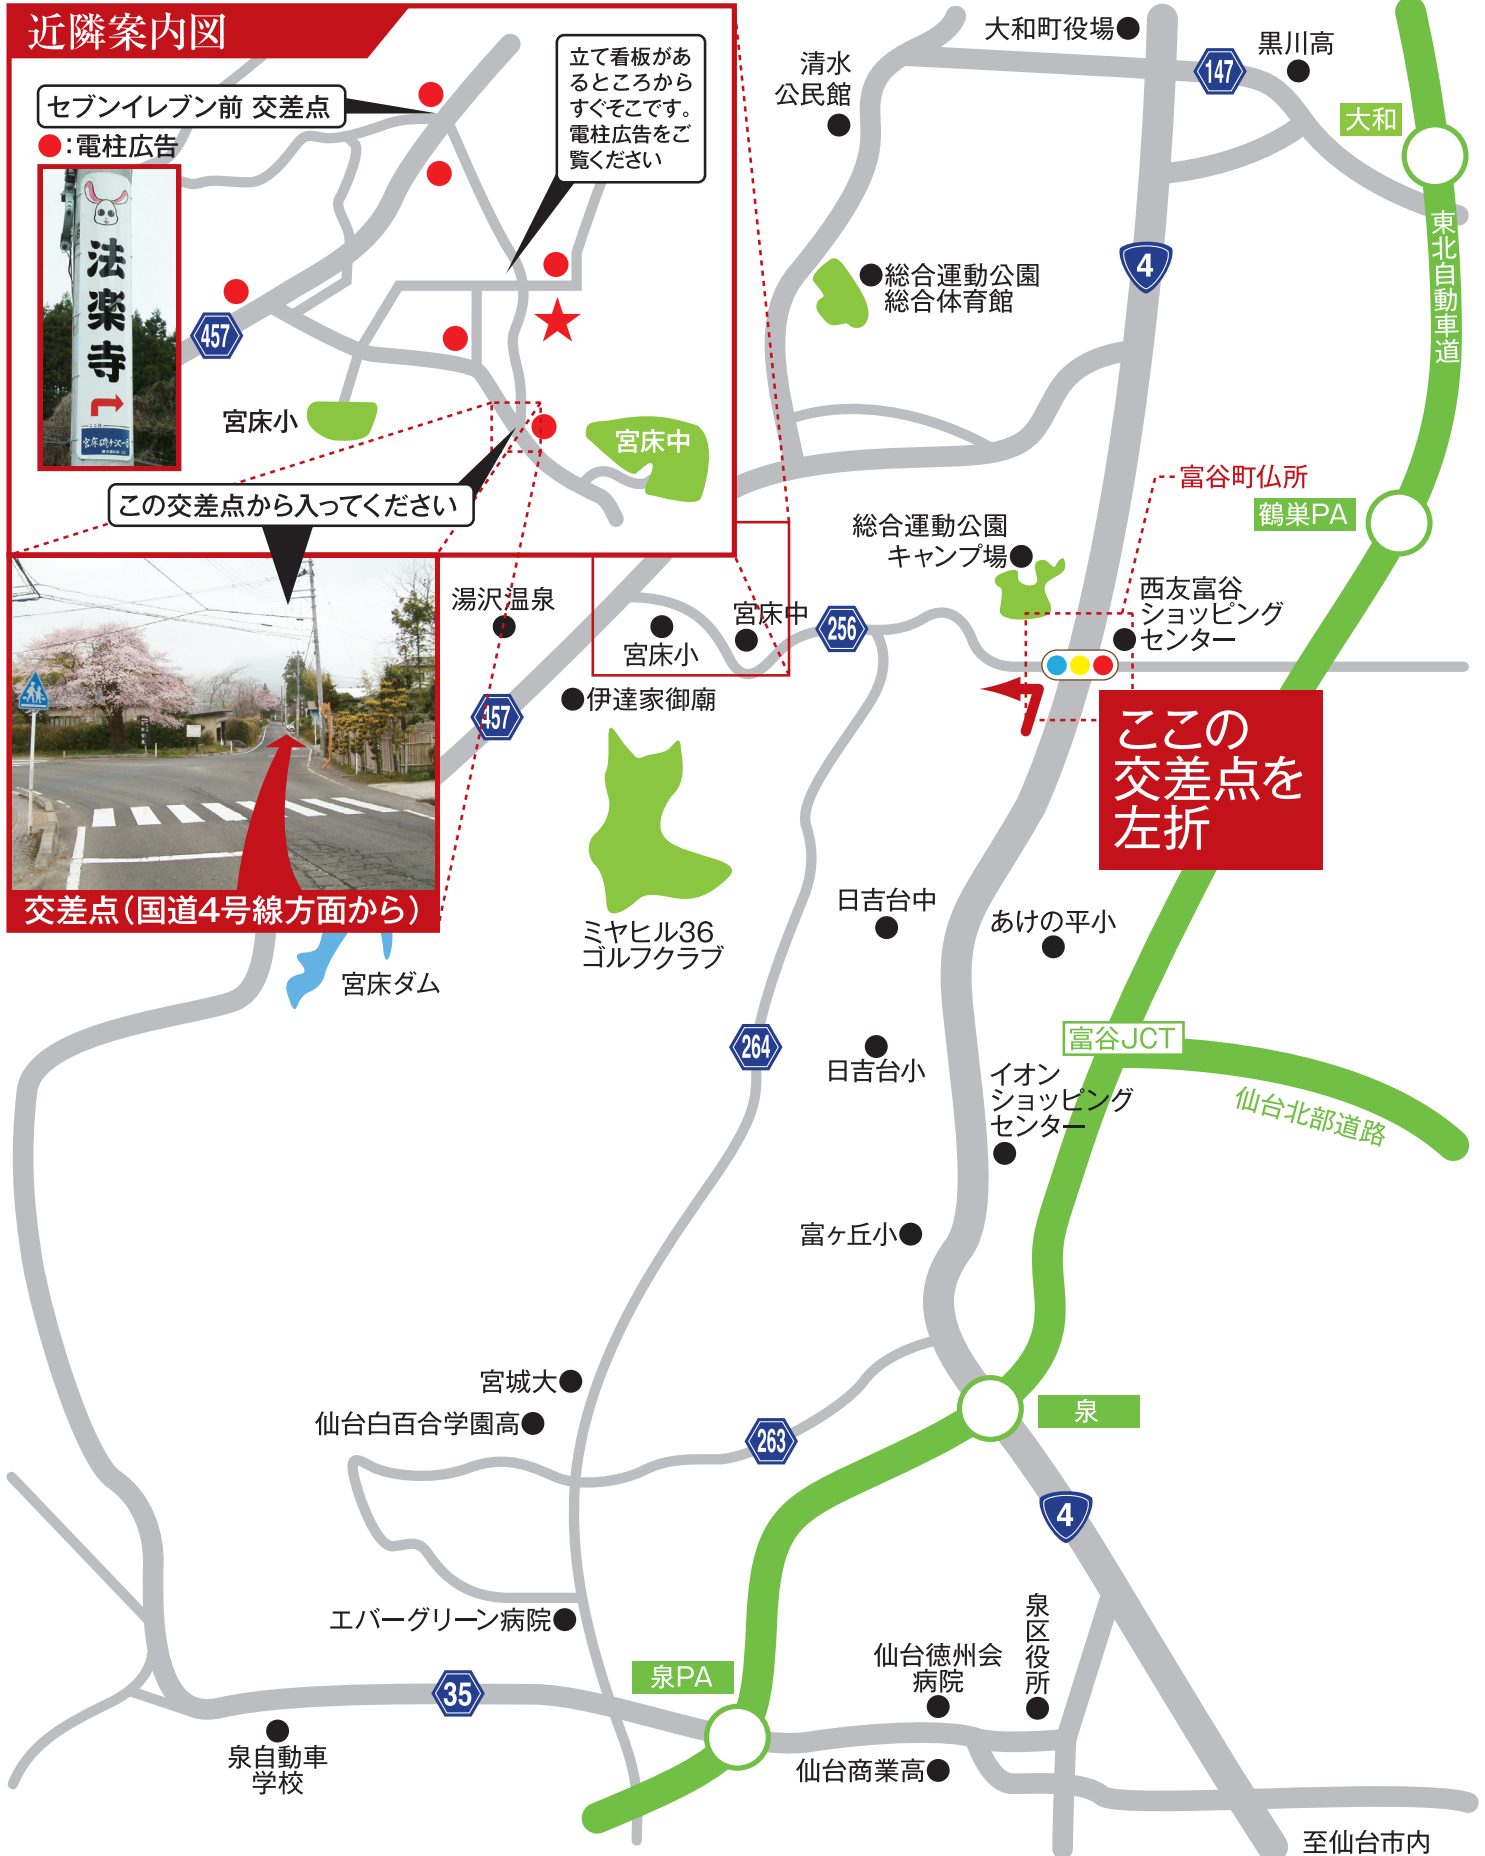 近隣案内図
セブンイレブン前 交差点
●:電柱広告
立て看板があ
るところから
すぐそこです。
電柱広告をご
覧ください
法楽寺
ここは
457
宮床小
宮床中
この交差点から入ってください
交差点(国道4号線方面から)
大和町役場
147
黒川高
清水
公民館
大和
東北自動車道
4
総合運動公園
総合体育館
富谷町仏所
鶴巣PA
総合運動公園
キャンプ場
西友富谷
ショッピング
センター
湯沢温泉
宮床中
宮床小
256
457
伊達家御廟
ここの
交差点を
左折
ミヤヒル36
ゴルフクラブ
日吉台中
あけの平小
宮床ダム
264
日吉台小
富谷JCT
仙台北部道路
イオン
ショッピング
センター
富ヶ丘小
宮城大
仙台白百合学園高
263
泉
4
エバーグリーン病院
泉PA
35
仙台徳州会
病院
泉区役所
泉自動車
学校
仙台商業高
至仙台市内